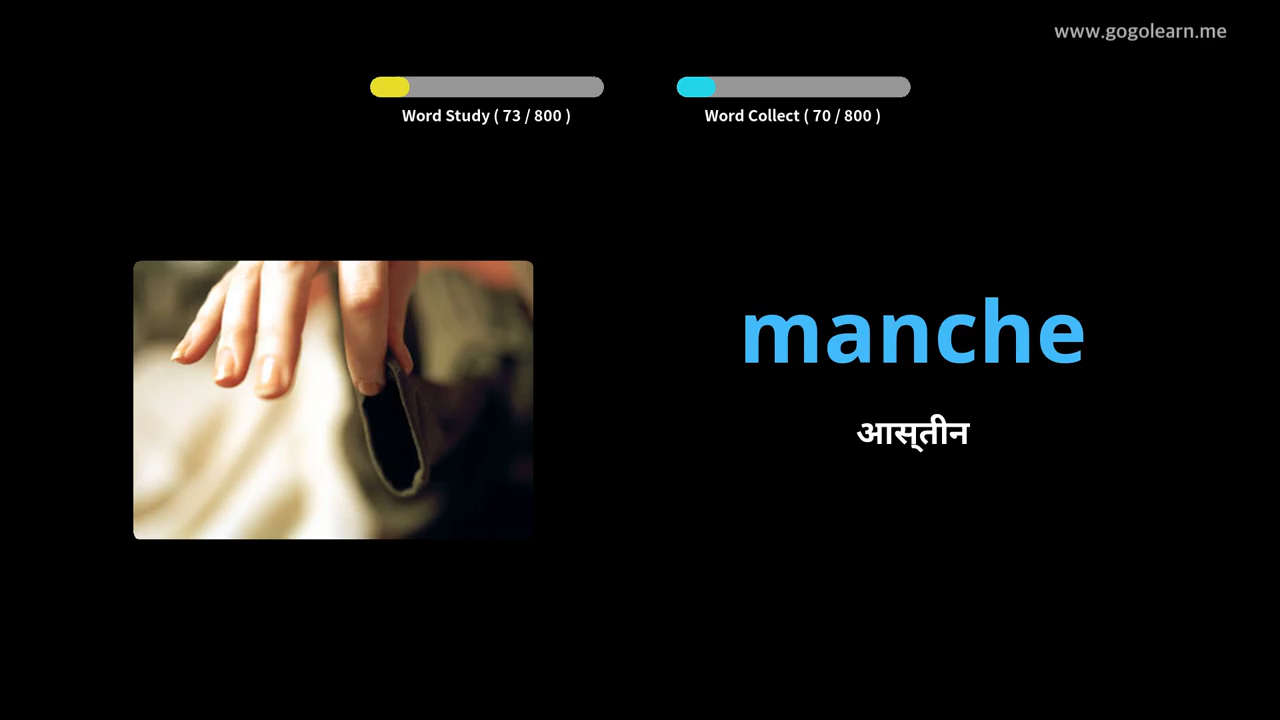 www.gogolearn.me
Word Study ( 73 / 800 )
Word Collect ( 70 / 800 )
manche
आस्‌तीन